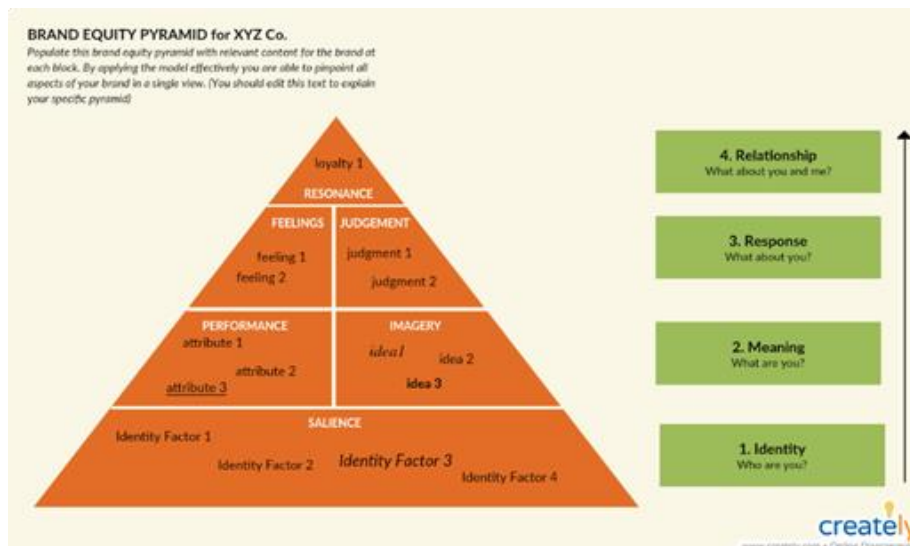 BRAND EQUITY PYRAMID for XYZ Co.
Populate this brand equity pyramid with relevant content for the brand at
each block. By applying the model effectively you are able to pinpoint all
aspects of your brand in a single view. (You should edit this text to explain
your specific pyramid)
loyalty 1
RESONANCE
FEELINGS
feeling 1
feeling 2
JUDGEMENT
judgment 1
judgment 2
PERFORMANCE
attribute 1
attribute 2
attribute 3
IMAGERY
idea1
idea 2
idea 3
SALIENCE
Identity Factor 1
Identity Factor 2
Identity Factor 3
Identity Factor 4
4. Relationship
What about you and me?
3. Response
What about you?
2. Meaning
What are you?
1. Identity
Who are you?
creately